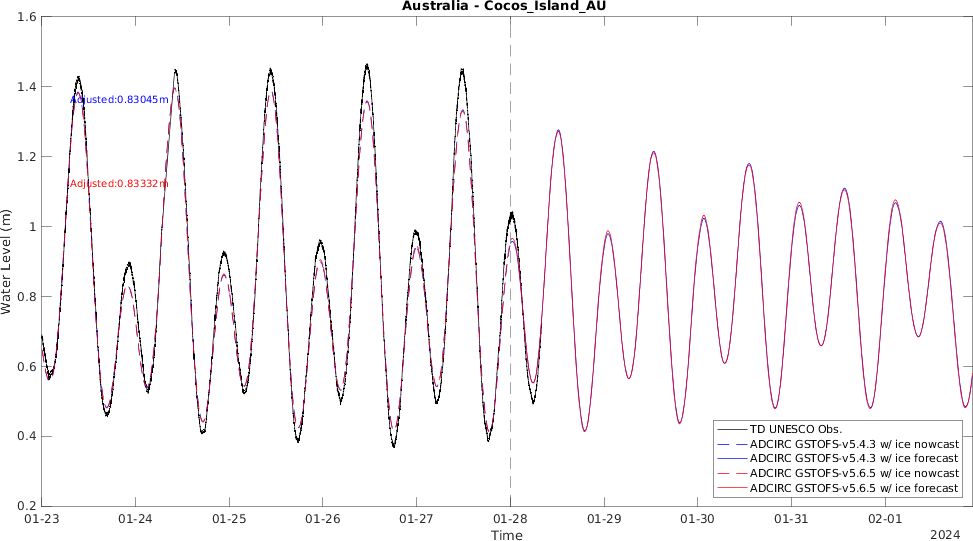 Australia - Cocos_Island_AU
1.6
1.4
1.2
1
0.8
0.6
0.4
0.2
Water Level (m)
Adjusted:0.83045m
Adjusted:0.83332m
TD UNESCO Obs.
ADCIRC GSTOFS-v5.4.3 w/ ice nowcast
ADCIRC GSTOFS-v5.4.3 w/ ice forecast
ADCIRC GSTOFS-v5.6.5 w/ ice nowcast
ADCIRC GSTOFS-v5.6.5 w/ ice forecast
01-23 01-24 01-25 01-26 01-27 01-28 01-29 01-30 01-31 02-01
Time
2024